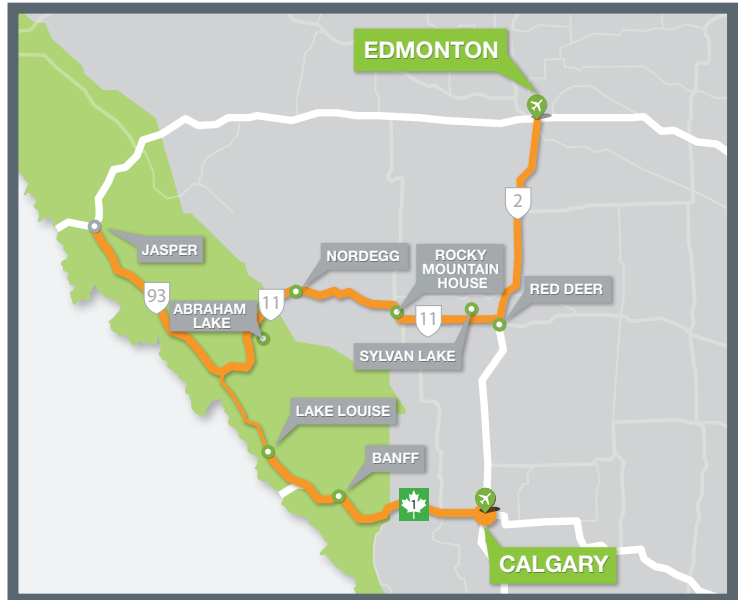 EDMONTON
2
JASPER
NORDEGG
ROCKY
MOUNTAIN
HOUSE
RED DEER
93
11
ABRAHAM
LAKE
11
SYLVAN LAKE
LAKE LOUISE
BANFF
1
CALGARY